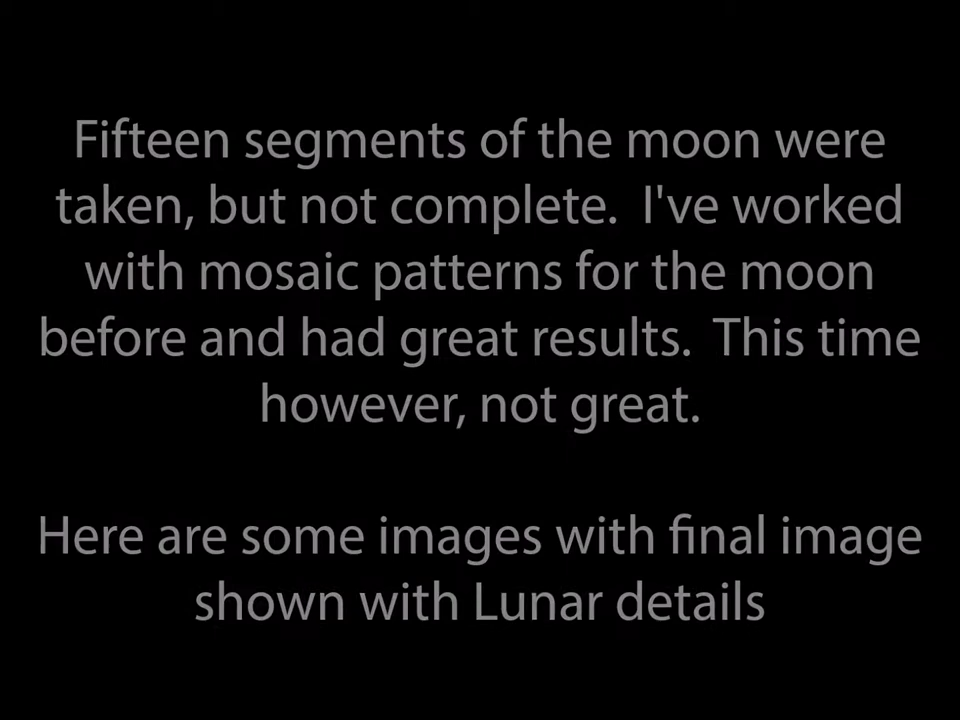 Fifteen segments of the moon were
taken, but not complete.  I've worked
with mosaic patterns for the moon
before and had great results.  This time
however, not great.
Here are some images with final image
shown with Lunar details